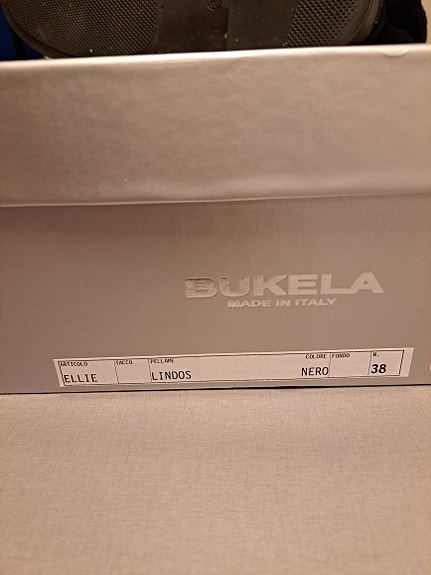 BUKELA
MADE IN ITALY
ARTICOLO TACCO PELLAME COLORE FONDO N.
ELLIE LINDOS NERO 38